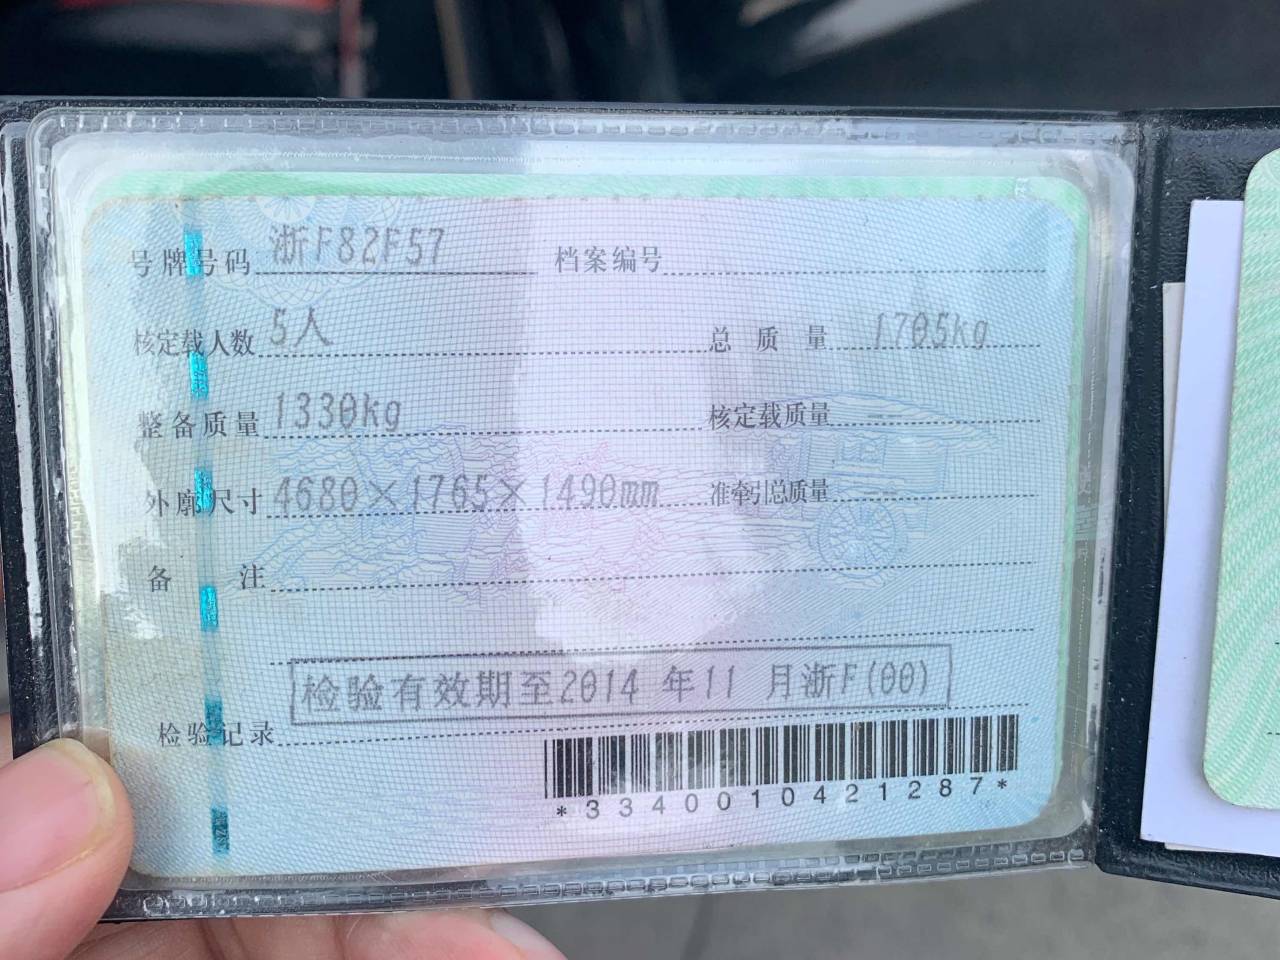 号牌号码 浙F82F57 档案编号
核定载人数 5人 总质量 1705kg
整备质量 1330kg 核定载质量 --
外廓尺寸 4680×1765×1490mm 准牵引总质量 --
备注
检验有效期至2014年11月浙F(00)
检验记录
*3340010421287*